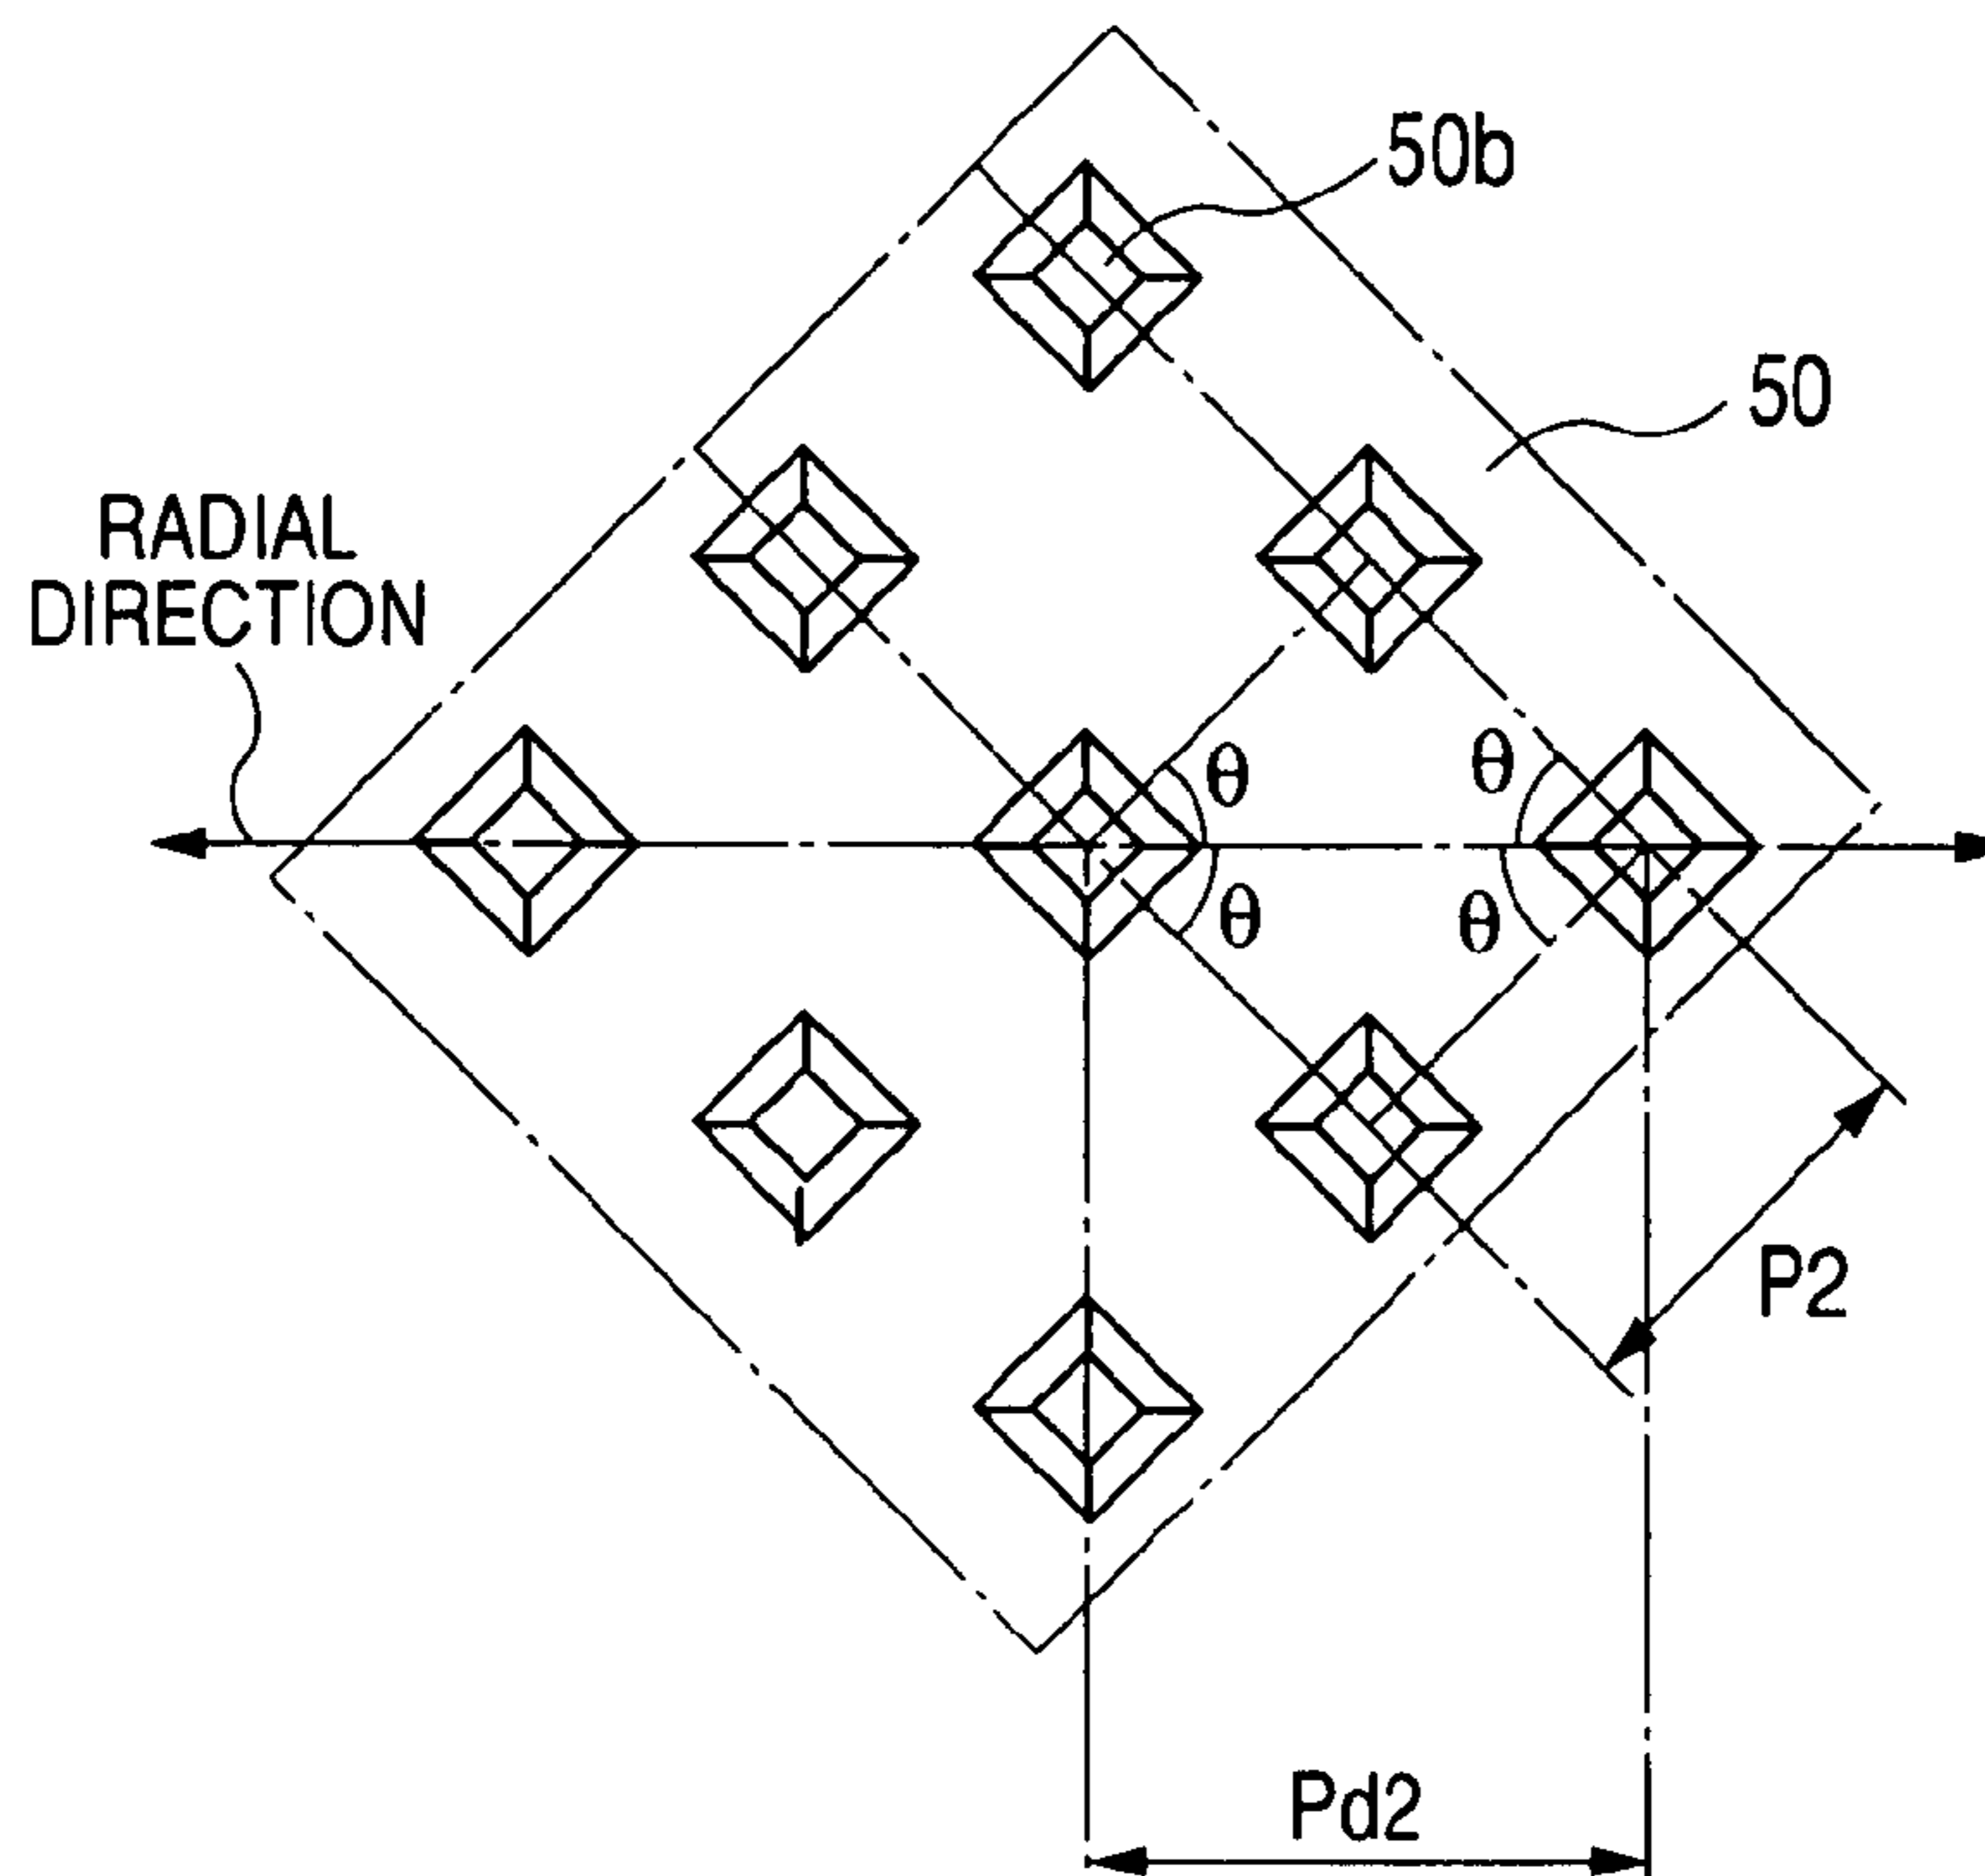 50b
50
RADIAL
DIRECTION
θ
θ
θ
θ
P2
Pd2